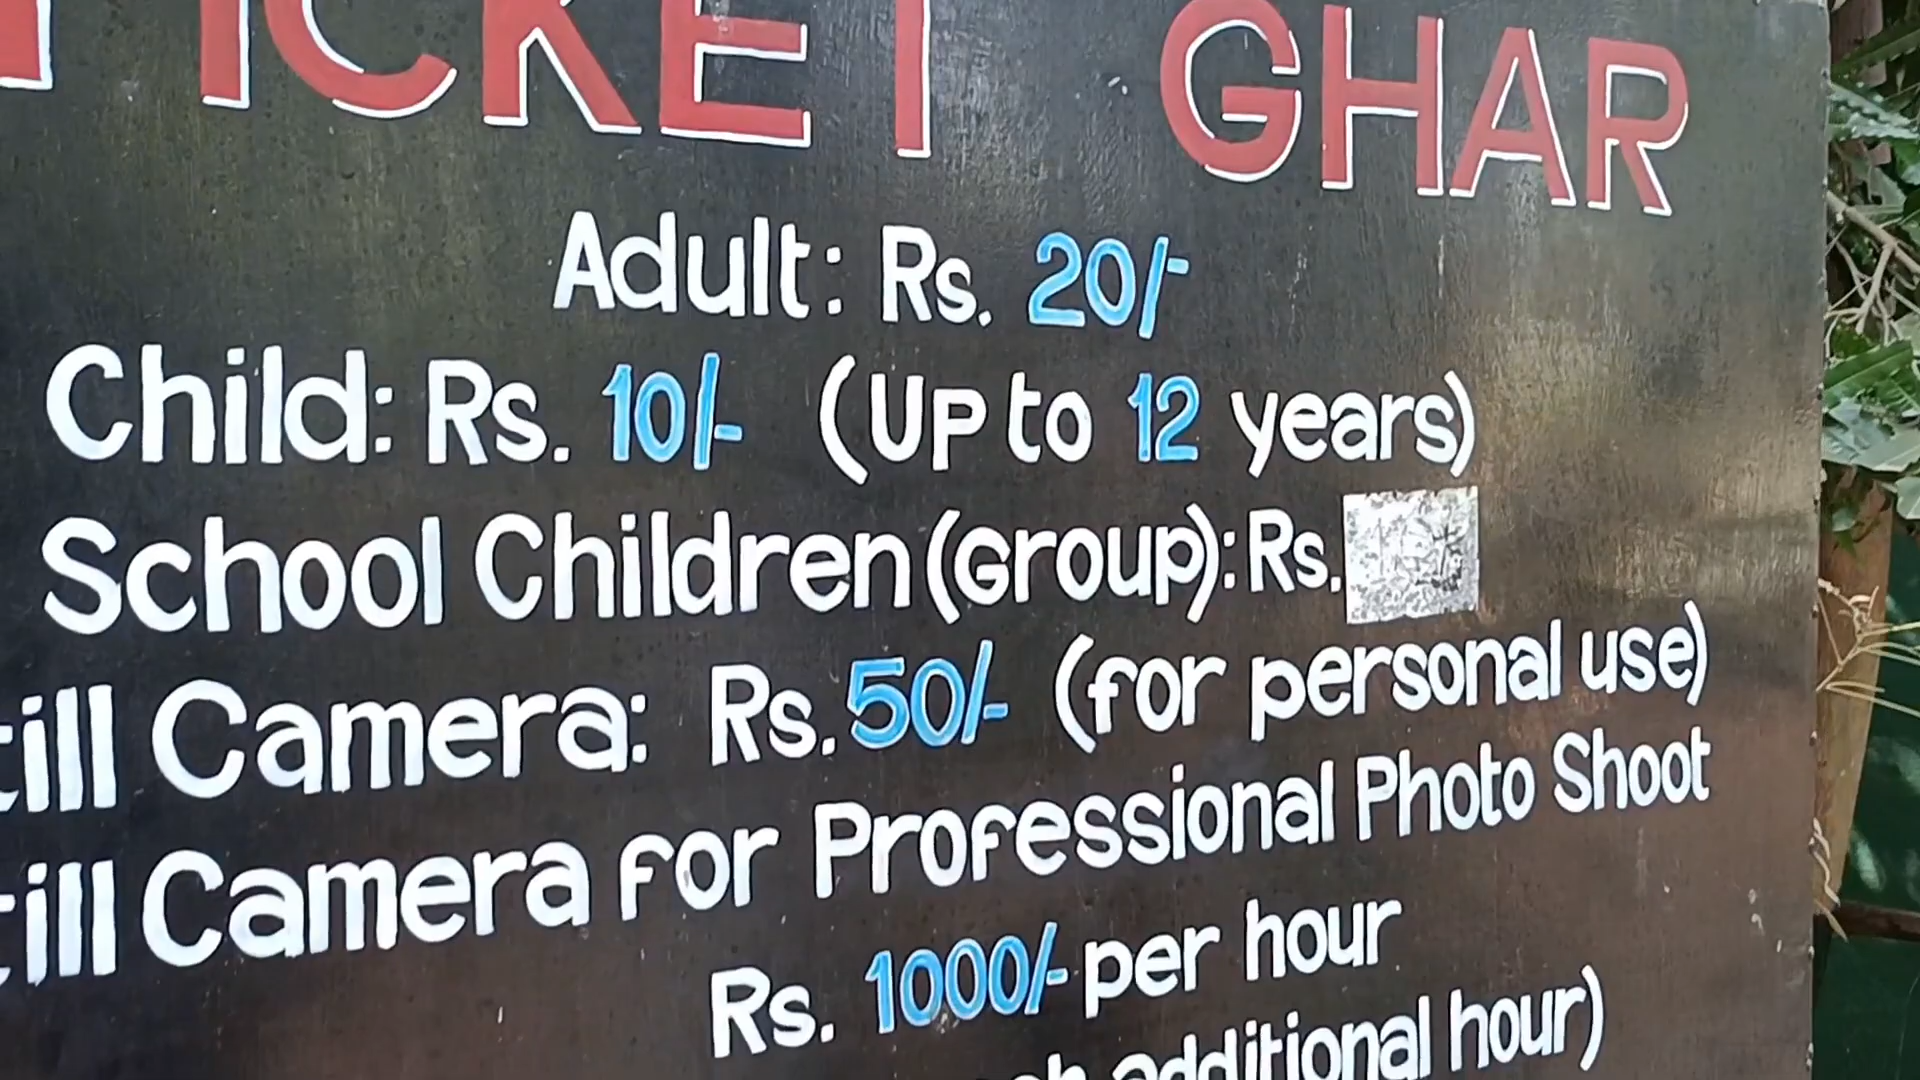 TICKET GHAR
Adult: Rs. 20/-
Child: Rs. 10/- (UP to 12 years)
School Children (Group): Rs.
till Camera: Rs. 50/- (for personal use)
till Camera for Professional Photo Shoot
Rs. 1000/- per hour
additional hour)